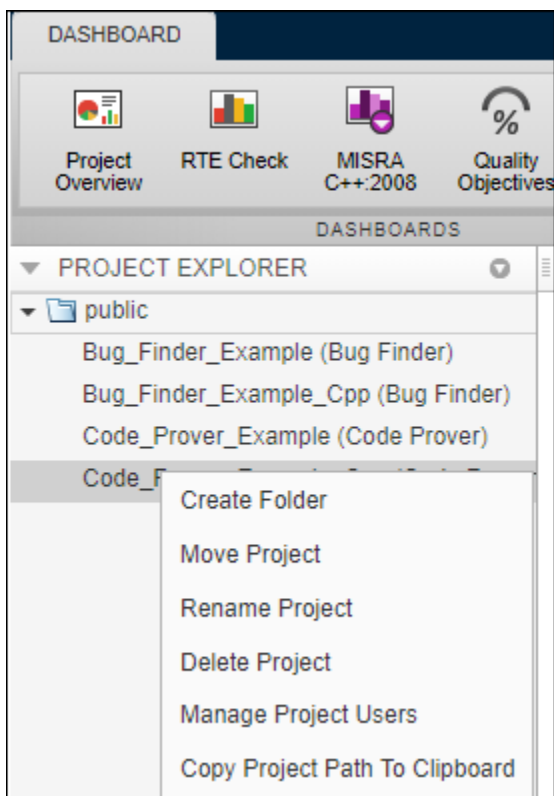 DASHBOARD
Project Overview
RTE Check
MISRA C++:2008
%
Quality Objectives
DASHBOARDS
PROJECT EXPLORER
public
Bug_Finder_Example (Bug Finder)
Bug_Finder_Example_Cpp (Bug Finder)
Code_Prover_Example (Code Prover)
Create Folder
Move Project
Rename Project
Delete Project
Manage Project Users
Copy Project Path To Clipboard